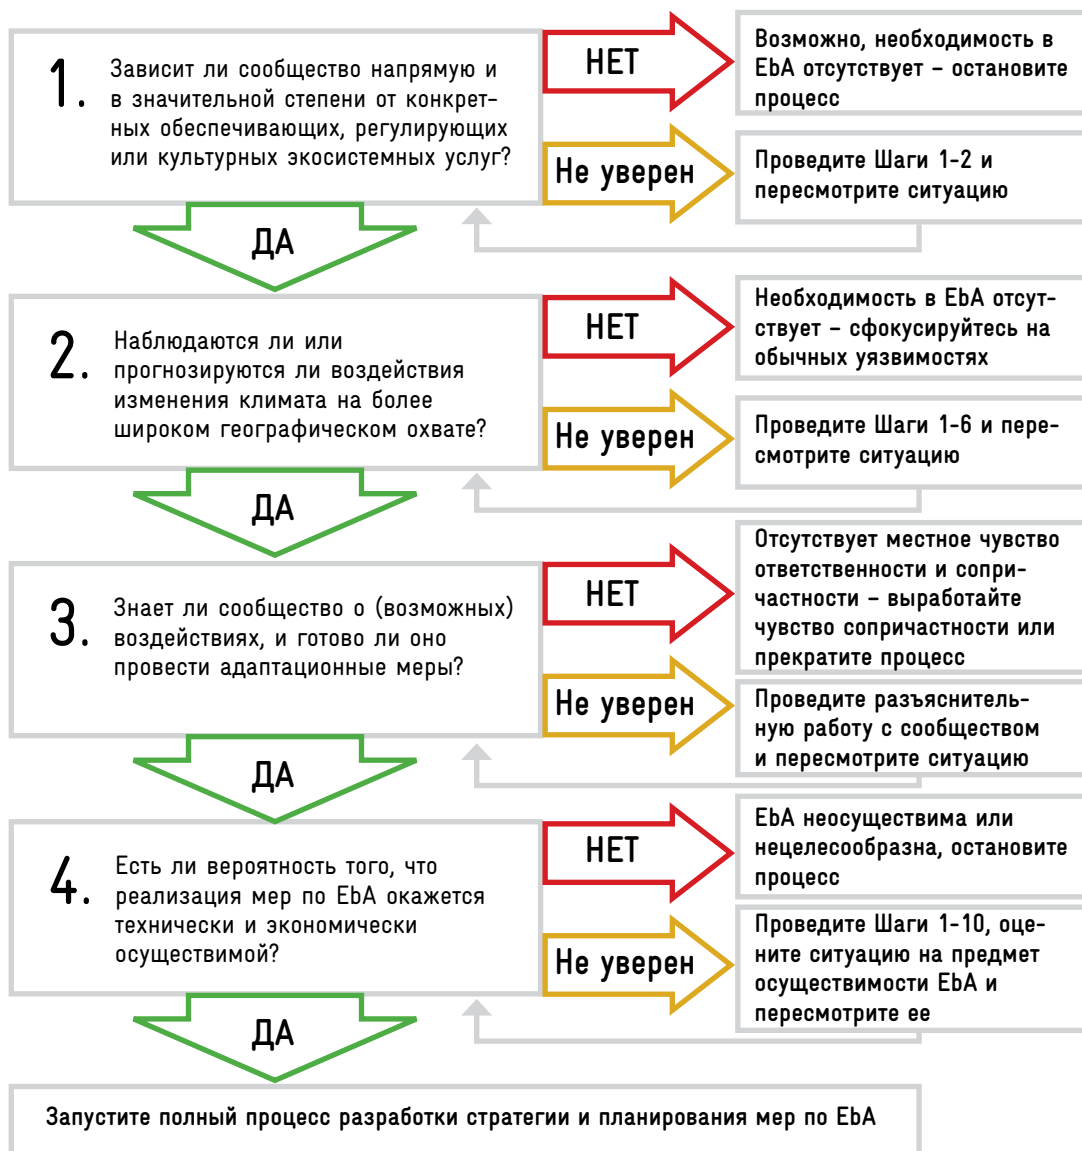 1.
Зависит ли сообщество напрямую и
в значительной степени от конкрет-
ных обеспечивающих, регулирующих
или культурных экосистемных услуг?
НЕТ
Возможно, необходимость в
EbA отсутствует – остановите
процесс
Не уверен
Проведите Шаги 1-2 и
пересмотрите ситуацию
ДА
2.
Наблюдаются ли или
прогнозируются ли воздействия
изменения климата на более
широком географическом охвате?
НЕТ
Необходимость в EbA отсут-
ствует – сфокусируйтесь на
обычных уязвимостях
Не уверен
Проведите Шаги 1-6 и пере-
смотрите ситуацию
ДА
3.
Знает ли сообщество о (возможных)
воздействиях, и готово ли оно
провести адаптационные меры?
НЕТ
Отсутствует местное чувство
ответственности и сопри-
частности – выработайте
чувство сопричастности или
прекратите процесс
Не уверен
Проведите разъяснитель-
ную работу с сообществом
и пересмотрите ситуацию
ДА
4.
Есть ли вероятность того, что
реализация мер по EbA окажется
технически и экономически
осуществимой?
НЕТ
EbA неосуществима или
нецелесообразна, остановите
процесс
Не уверен
Проведите Шаги 1-10, оце-
ните ситуацию на предмет
осуществимости EbA и
пересмотрите ее
ДА
Запустите полный процесс разработки стратегии и планирования мер по EbA